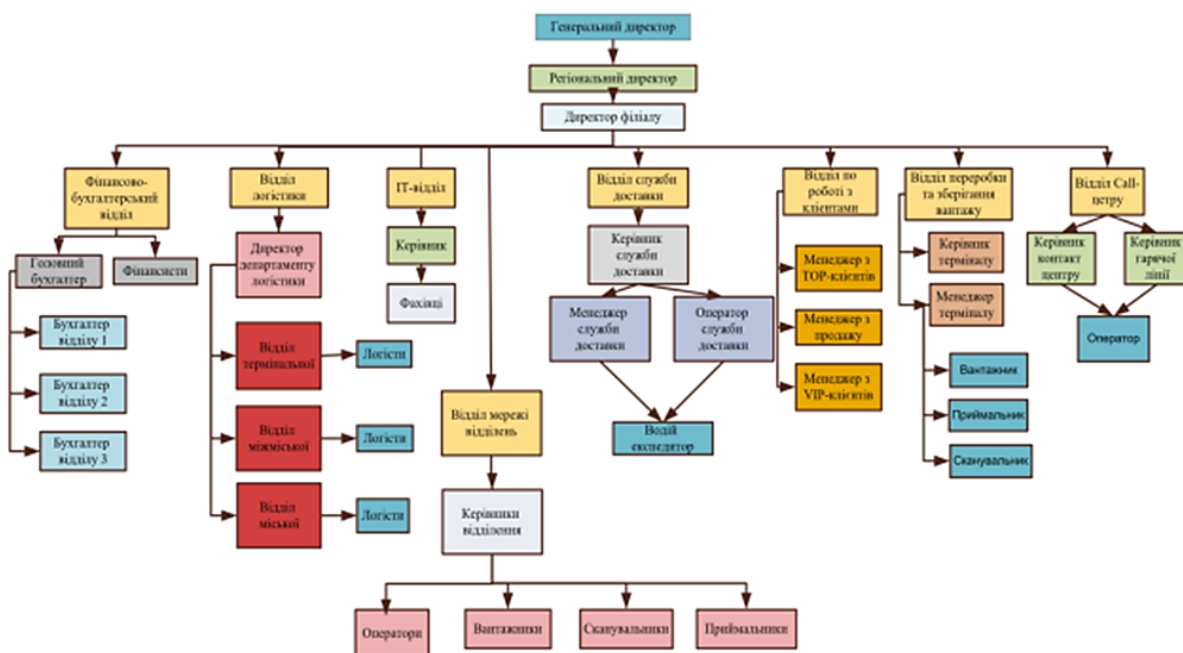 Генеральний директор
Регіональний директор
Директор філіалу
Фінансово-
бухгалтерський
відділ
Відділ
логістики
ІТ-відділ
Відділ служби
доставки
Відділ по
роботі з
клієнтами
Відділ переробки
та зберігання
вантажу
Відділ Call-
цетру
Головний
бухгалтер
Фінансисти
Директор
департаменту
логістики
Керівник
Керівник
служби
доставки
Керівник
терміналу
Керівник
контакт
центру
Керівник
гарячої
лінії
Менеджер з
TOP-клієнтів
Фахівці
Менеджер
терміналу
Бухгалтер
відділу 1
Менеджер
служби
доставки
Оператор
служби
доставки
Менеджер з
продажу
Оператор
Відділ
термінальної
Логісти
Вантажник
Бухгалтер
відділу 2
Менеджер з
VIP-клієнтів
Відділ мережі
відділень
Приймальник
Бухгалтер
відділу 3
Відділ
міжміської
Логісти
Водій
експедитор
Сканувальник
Відділ
міської
Логісти
Керівники
відділення
Оператори
Вантажники
Сканувальники
Приймальники